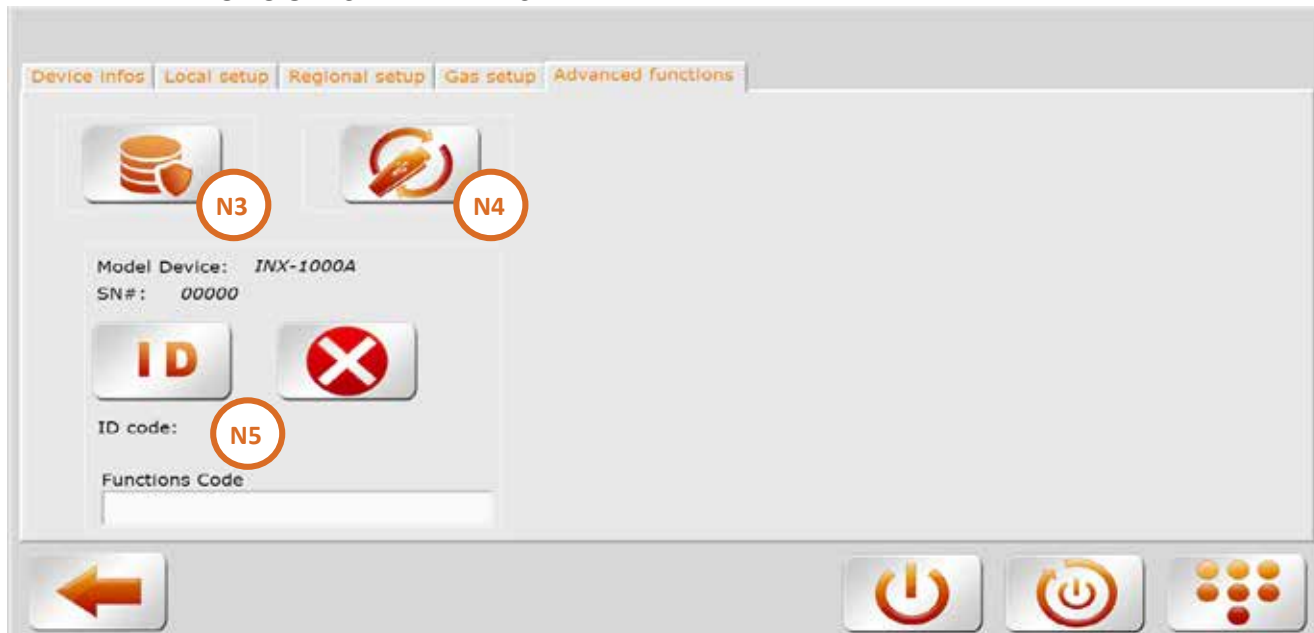 Device infos Local setup Regional setup Gas setup Advanced functions
N3 N4
Model Device: INX-1000A
SN#: 00000
ID
ID code: N5
Functions Code